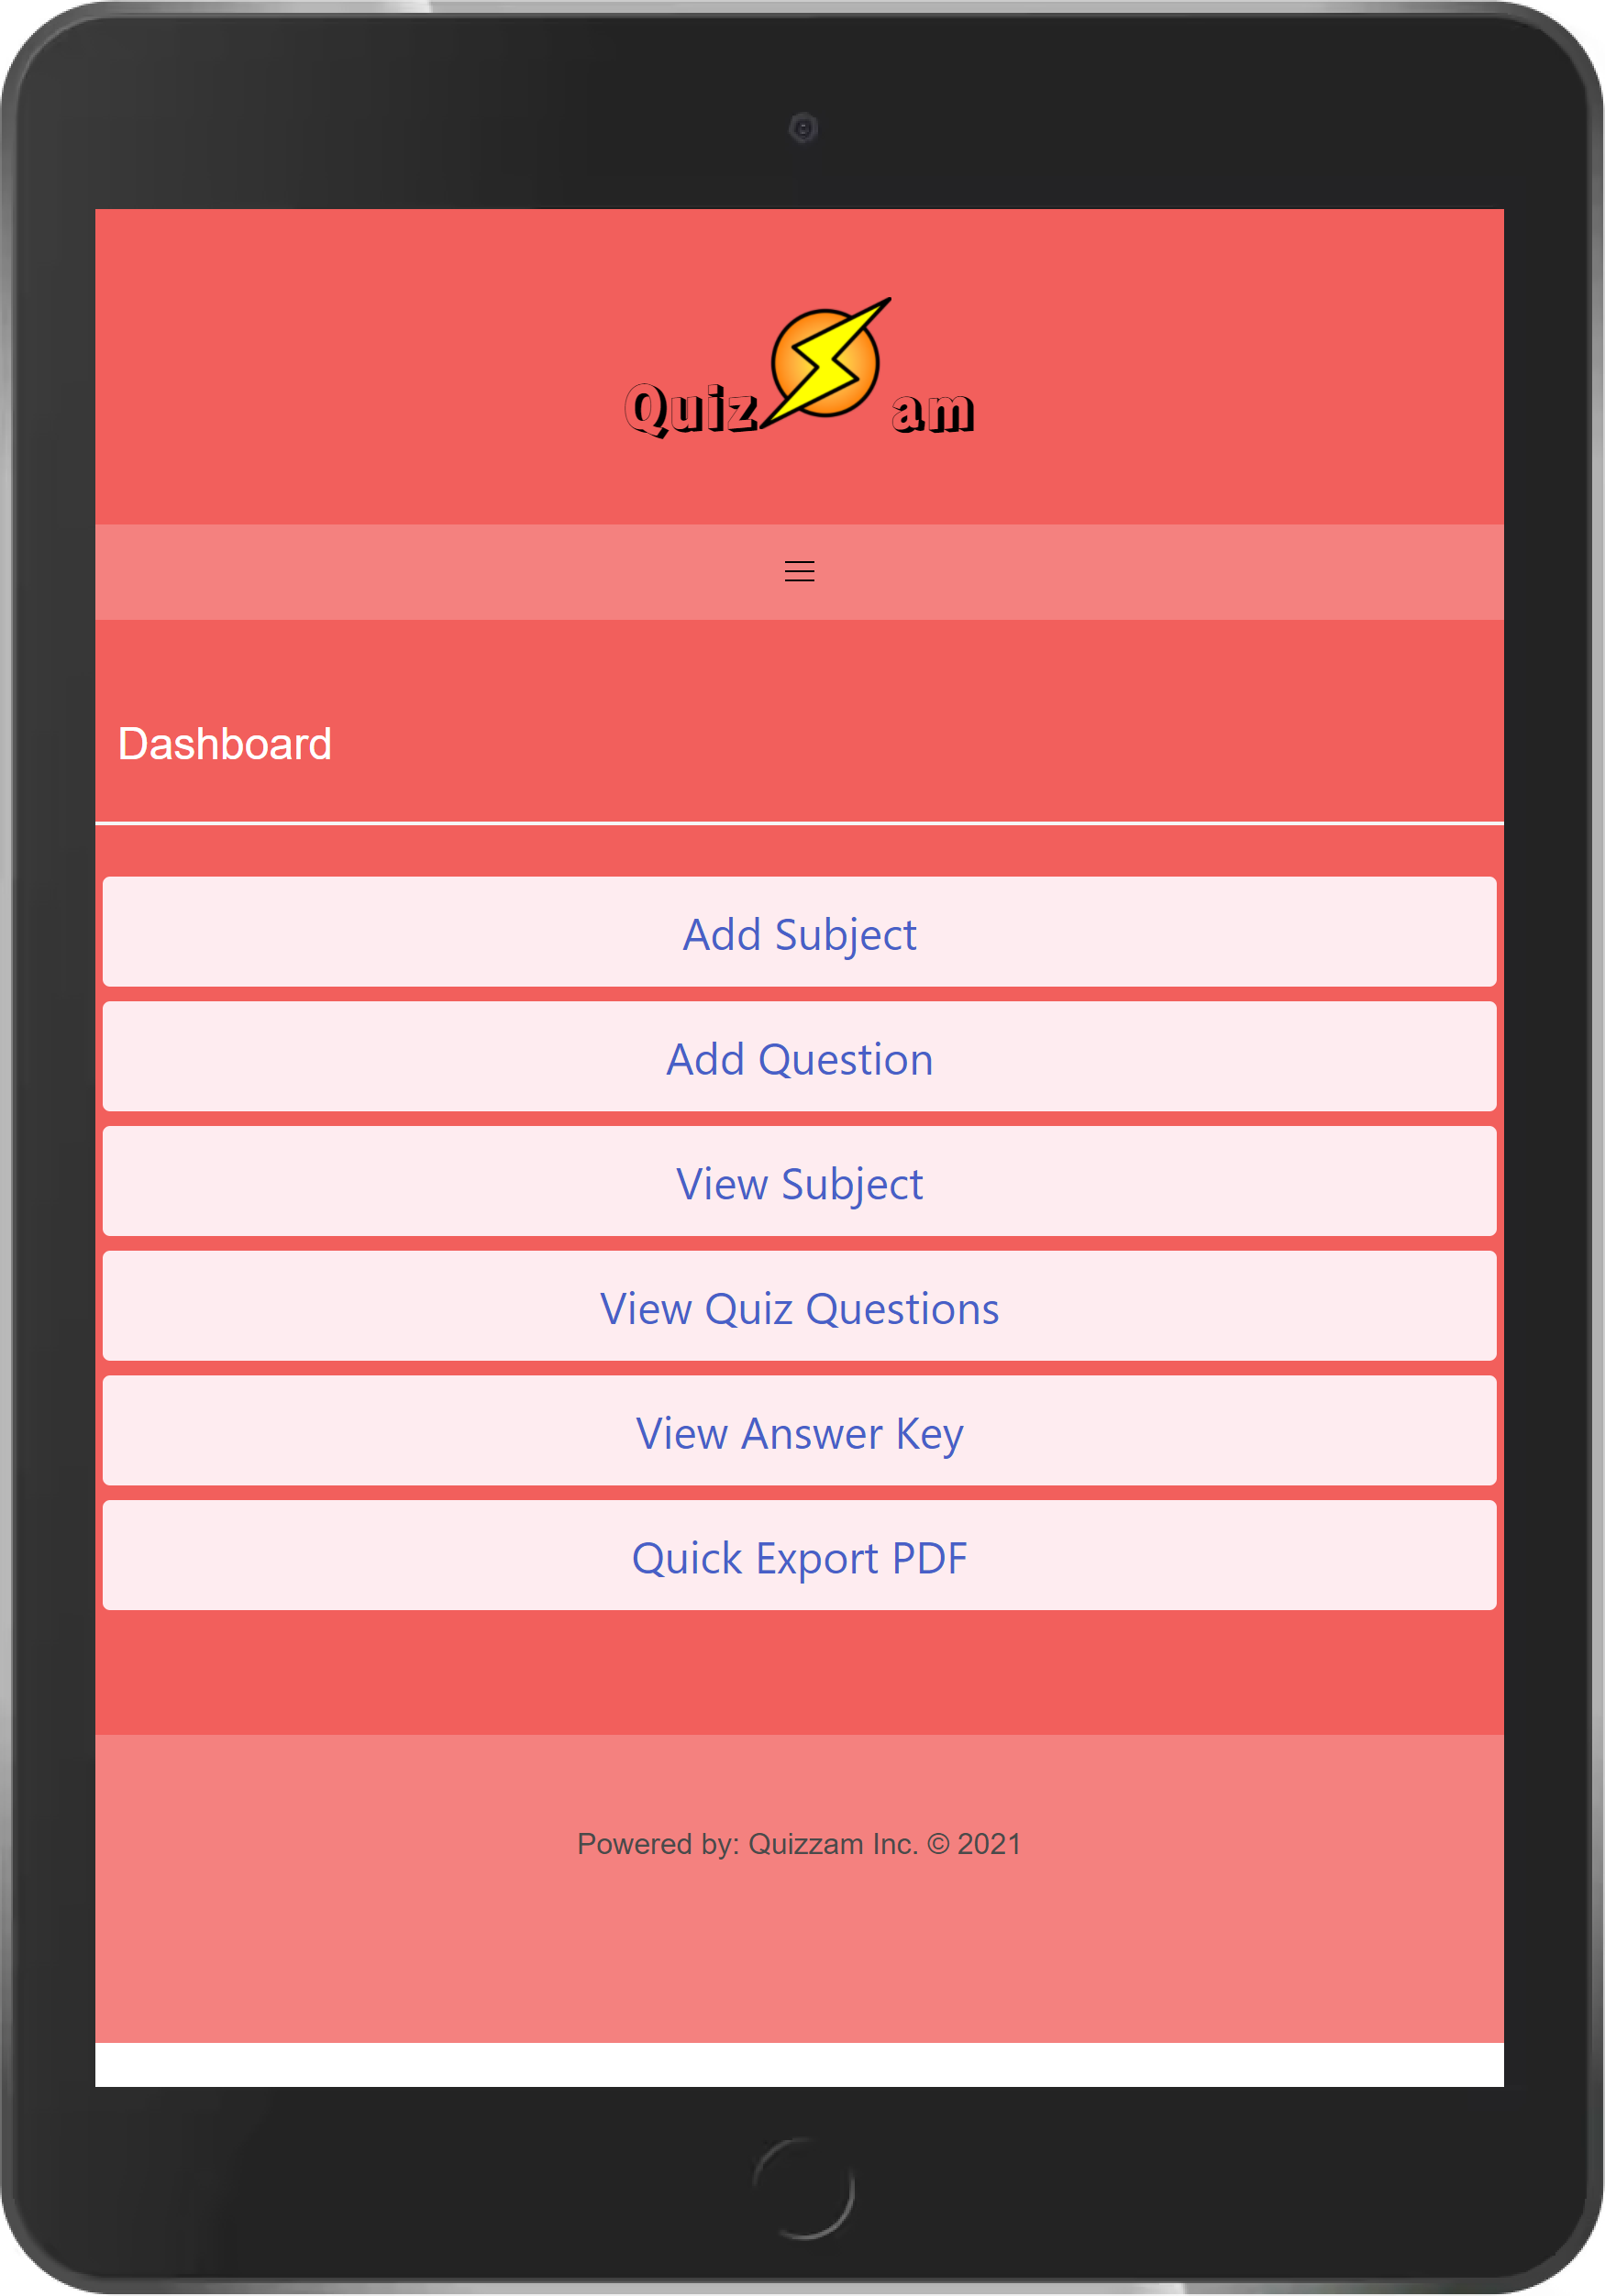 Quiz am
Dashboard
Add Subject
Add Question
View Subject
View Quiz Questions
View Answer Key
Quick Export PDF
Powered by: Quizzam Inc. © 2021